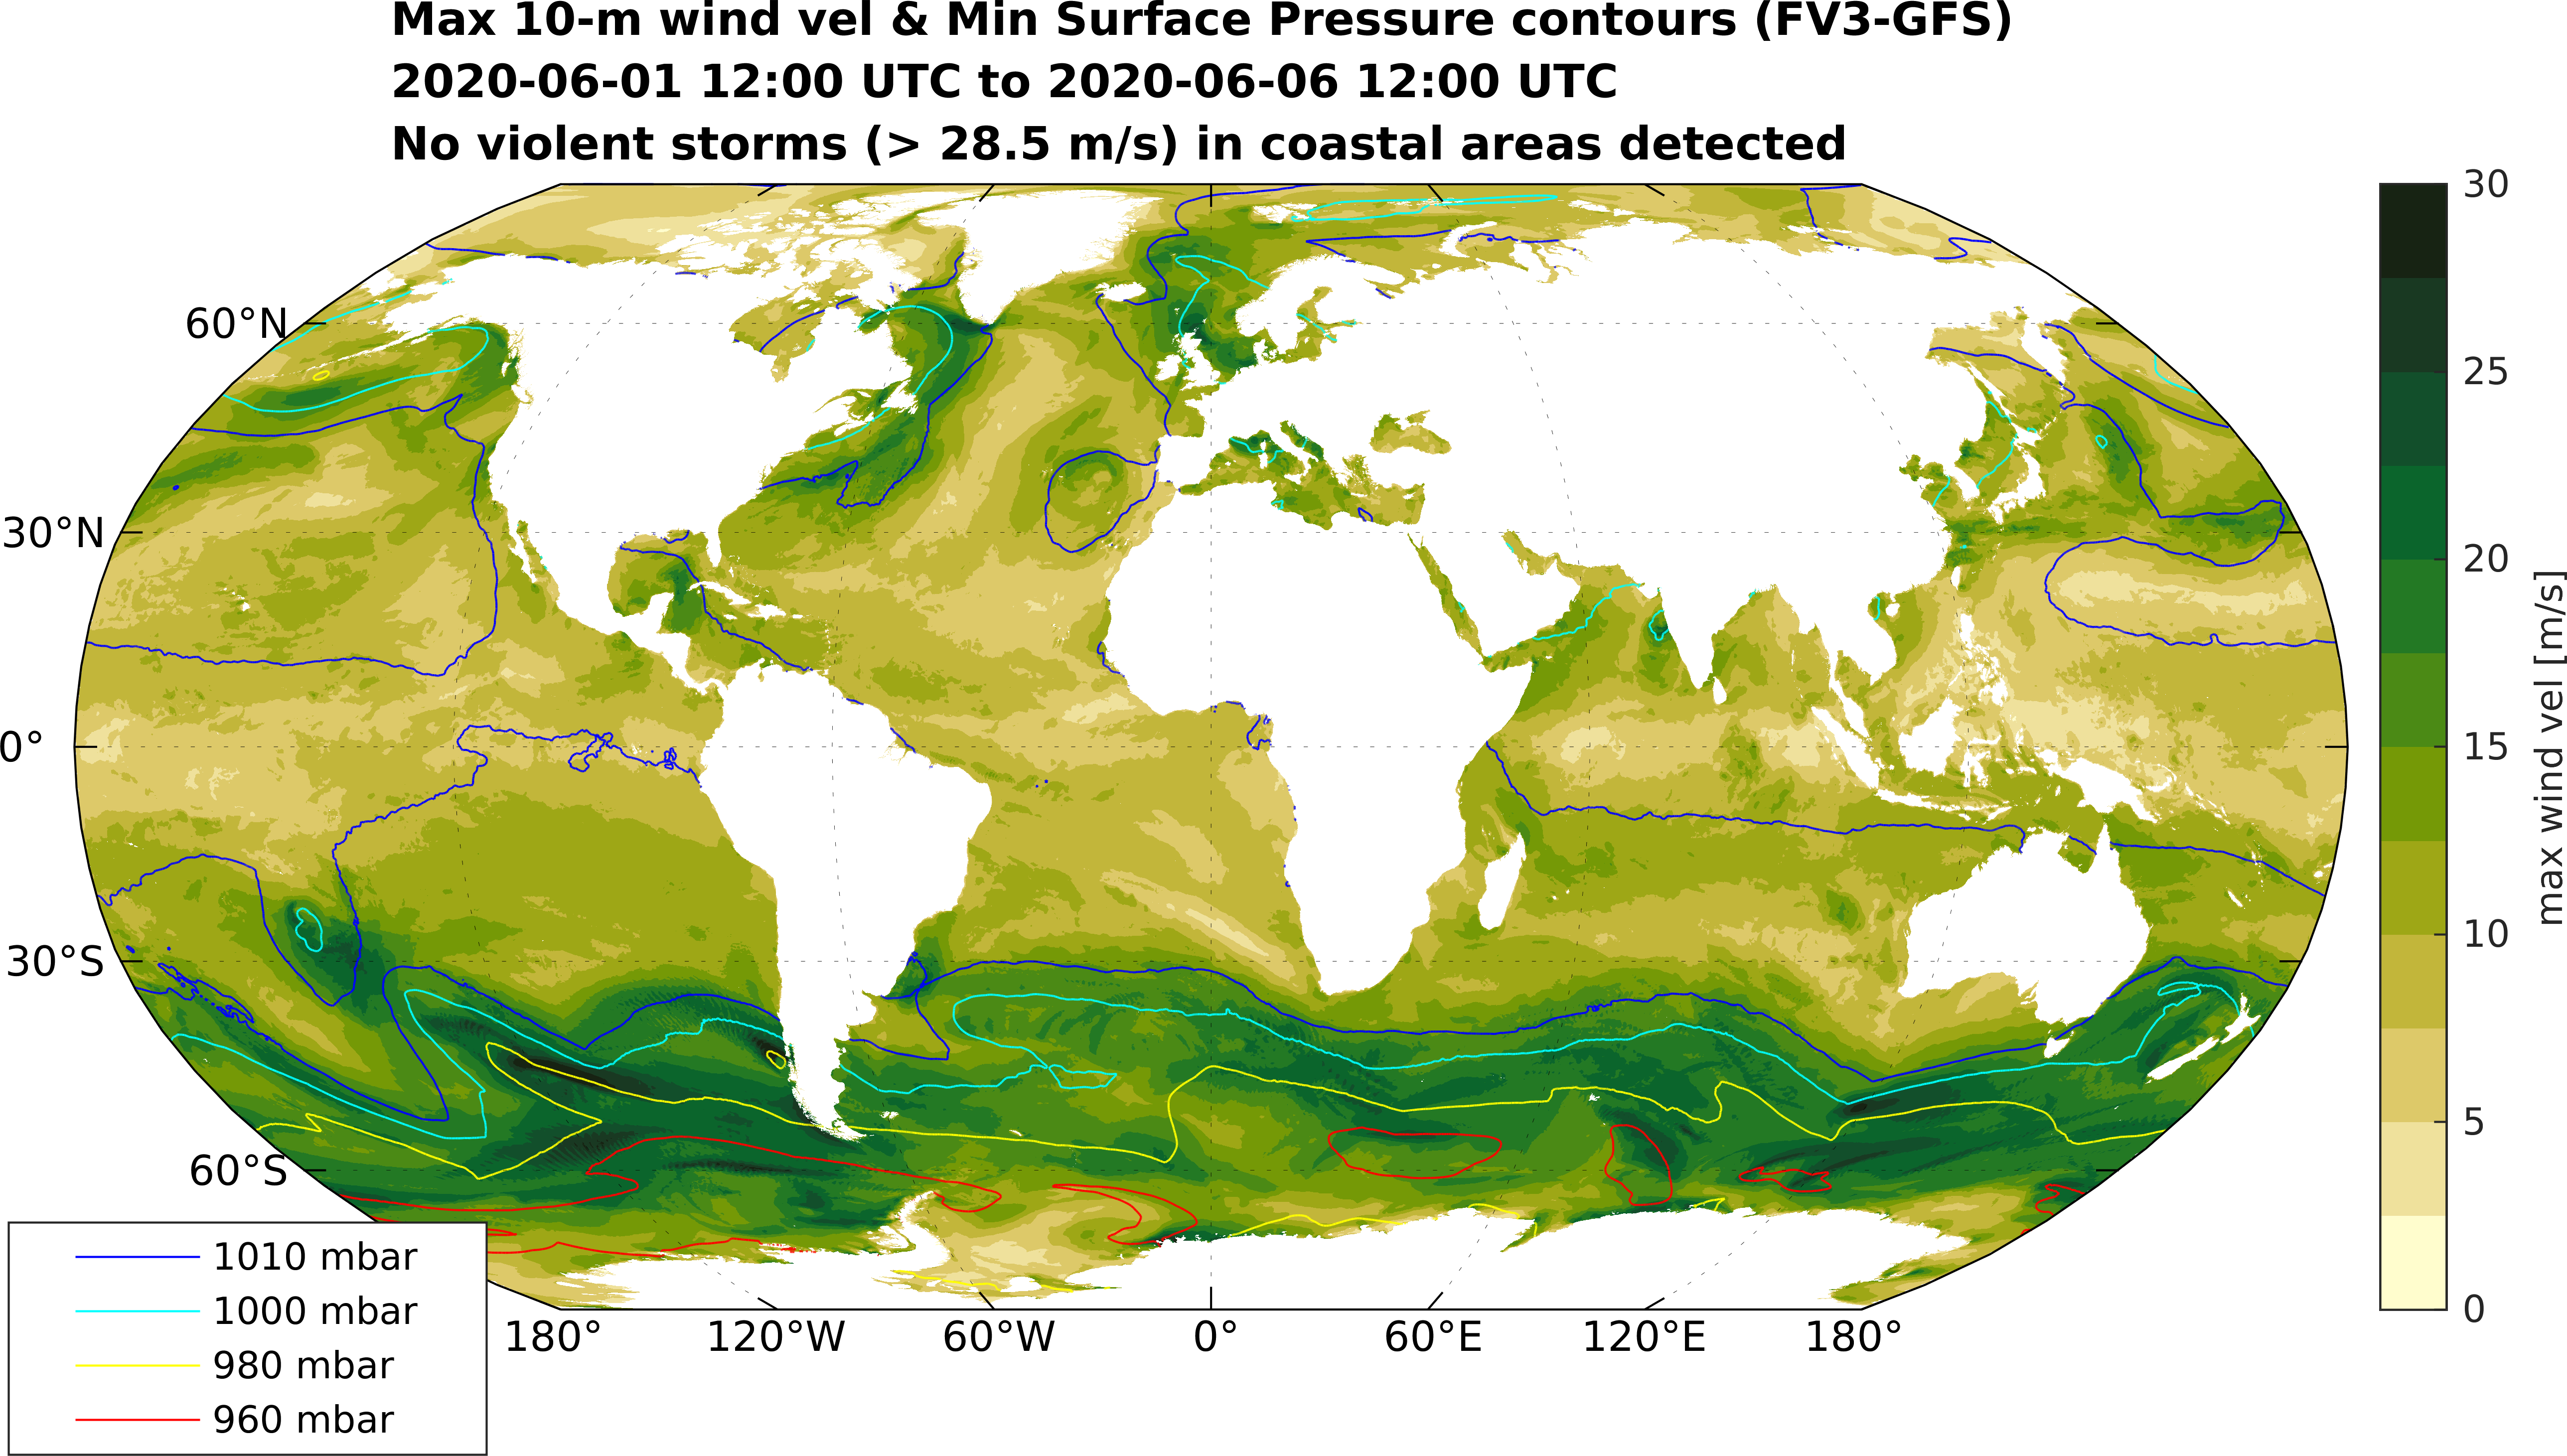 Max 10-m wind vel & Min Surface Pressure contours (FV3-GFS)
2020-06-01 12:00 UTC to 2020-06-06 12:00 UTC
No violent storms (> 28.5 m/s) in coastal areas detected
60°N
30°N
0°
30°S
60°S
180°
120°W
60°W
0°
60°E
120°E
180°
1010 mbar
1000 mbar
980 mbar
960 mbar
30
25
20
15
10
5
0
max wind vel [m/s]